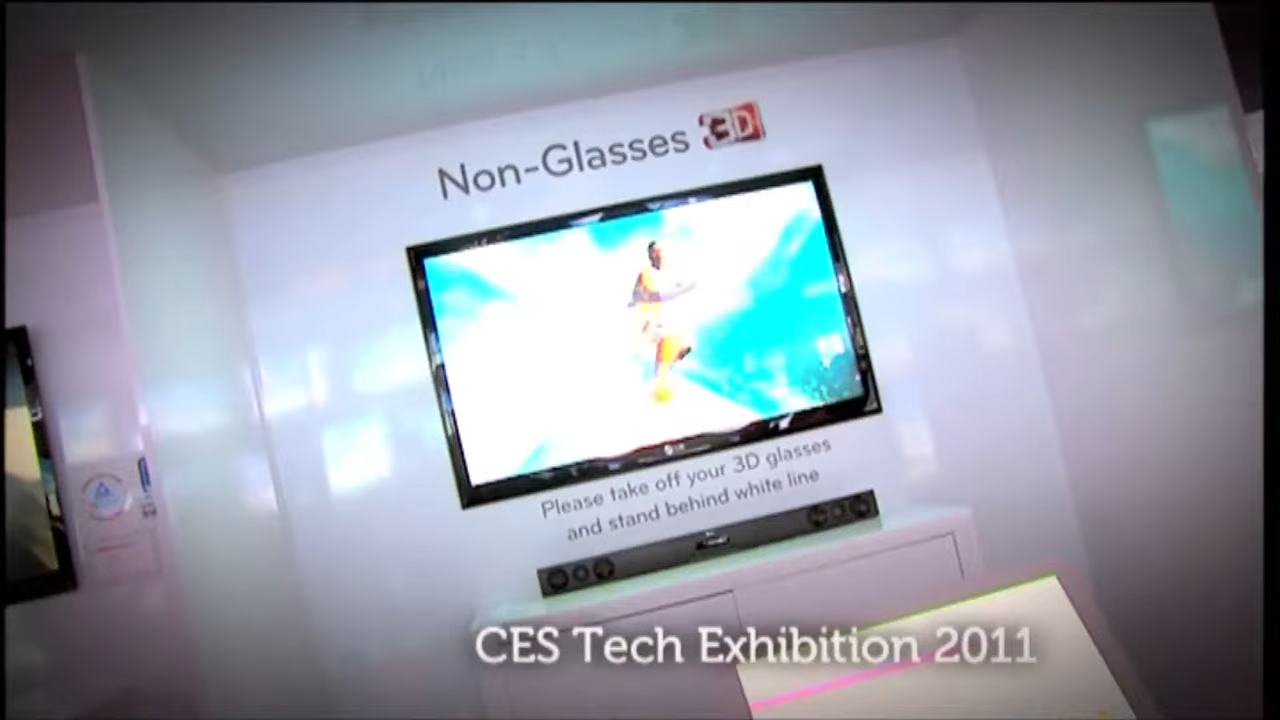 Non-Glasses 3D
Please take off your 3D glasses
and stand behind white line
CES Tech Exhibition 2011